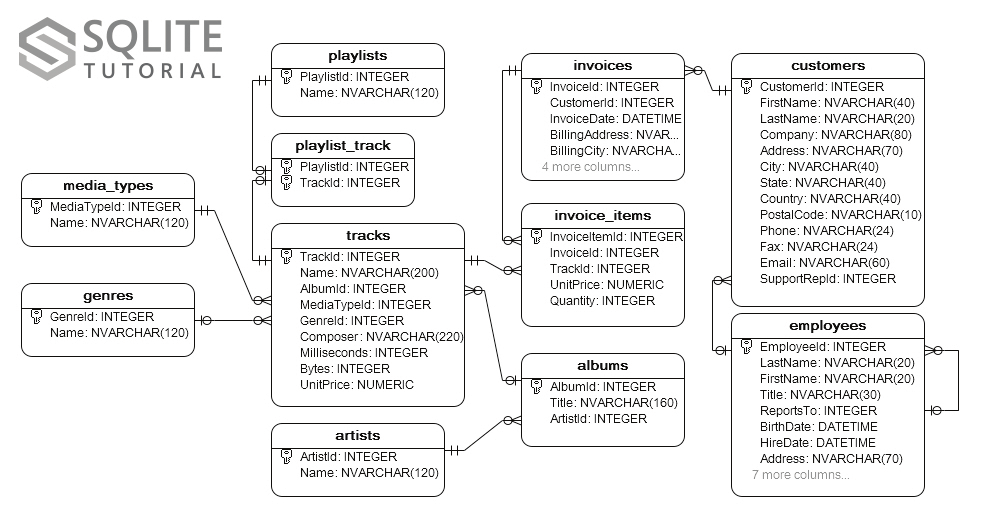 SQLITE
TUTORIAL
playlists
PlaylistId: INTEGER
Name: NVARCHAR(120)
playlist_track
PlaylistId: INTEGER
TrackId: INTEGER
media_types
MediaTypeId: INTEGER
Name: NVARCHAR(120)
genres
GenreId: INTEGER
Name: NVARCHAR(120)
tracks
TrackId: INTEGER
Name: NVARCHAR(200)
AlbumId: INTEGER
MediaTypeId: INTEGER
GenreId: INTEGER
Composer: NVARCHAR(220)
Milliseconds: INTEGER
Bytes: INTEGER
UnitPrice: NUMERIC
artists
ArtistId: INTEGER
Name: NVARCHAR(120)
invoices
InvoiceId: INTEGER
CustomerId: INTEGER
InvoiceDate: DATETIME
BillingAddress: NVAR...
BillingCity: NVARCHA...
4 more columns...
invoice_items
InvoiceItemId: INTEGER
InvoiceId: INTEGER
TrackId: INTEGER
UnitPrice: NUMERIC
Quantity: INTEGER
albums
AlbumId: INTEGER
Title: NVARCHAR(160)
ArtistId: INTEGER
customers
CustomerId: INTEGER
FirstName: NVARCHAR(40)
LastName: NVARCHAR(20)
Company: NVARCHAR(80)
Address: NVARCHAR(70)
City: NVARCHAR(40)
State: NVARCHAR(40)
Country: NVARCHAR(40)
PostalCode: NVARCHAR(10)
Phone: NVARCHAR(24)
Fax: NVARCHAR(24)
Email: NVARCHAR(60)
SupportRepId: INTEGER
employees
EmployeeId: INTEGER
LastName: NVARCHAR(20)
FirstName: NVARCHAR(20)
Title: NVARCHAR(30)
ReportsTo: INTEGER
BirthDate: DATETIME
HireDate: DATETIME
Address: NVARCHAR(70)
7 more columns...